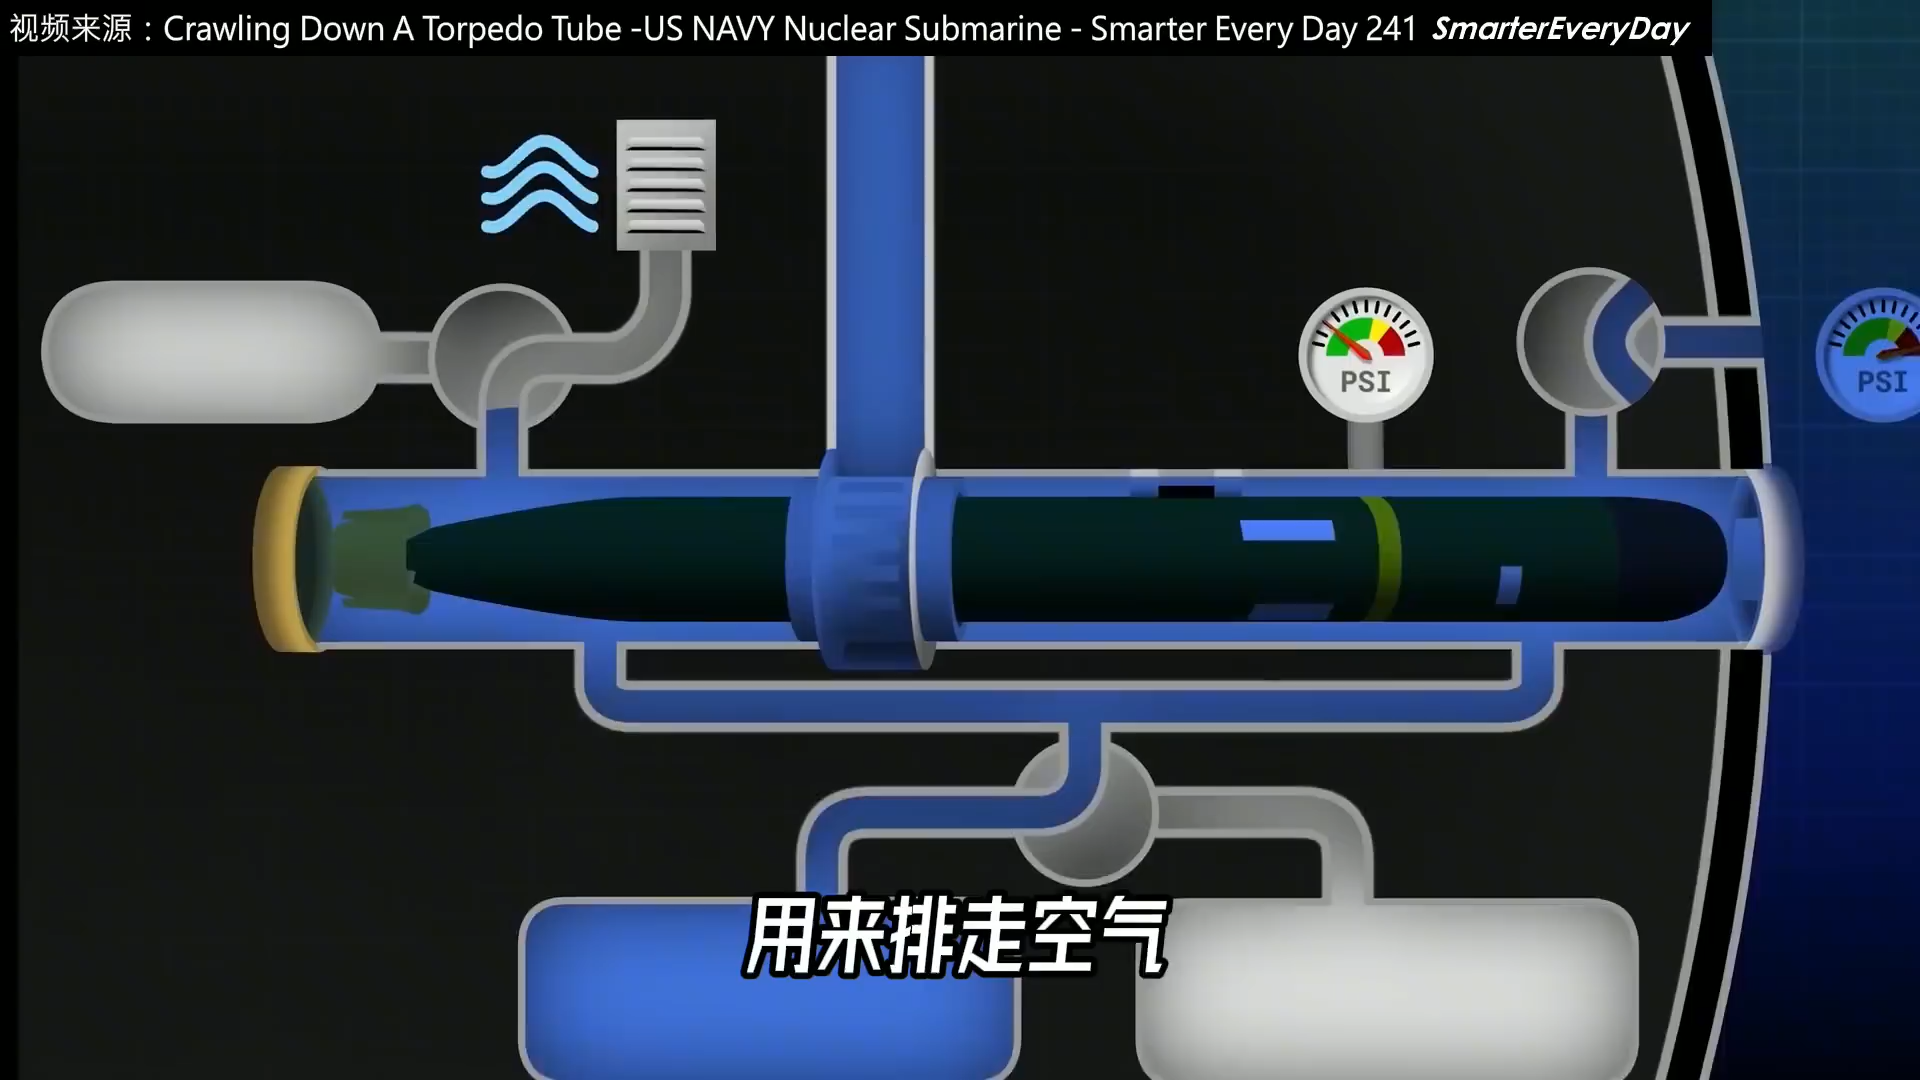 视频来源：Crawling Down A Torpedo Tube -US NAVY Nuclear Submarine - Smarter Every Day 241 SmarterEveryDay
PSI
PSI
用来排走空气